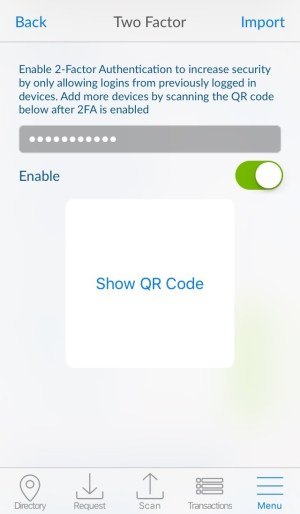 Back Two Factor Import
Enable 2-Factor Authentication to increase security
by only allowing logins from previously logged in
devices. Add more devices by scanning the QR code
below after 2FA is enabled
Enable
Show QR Code
Directory Request Scan Transactions Menu